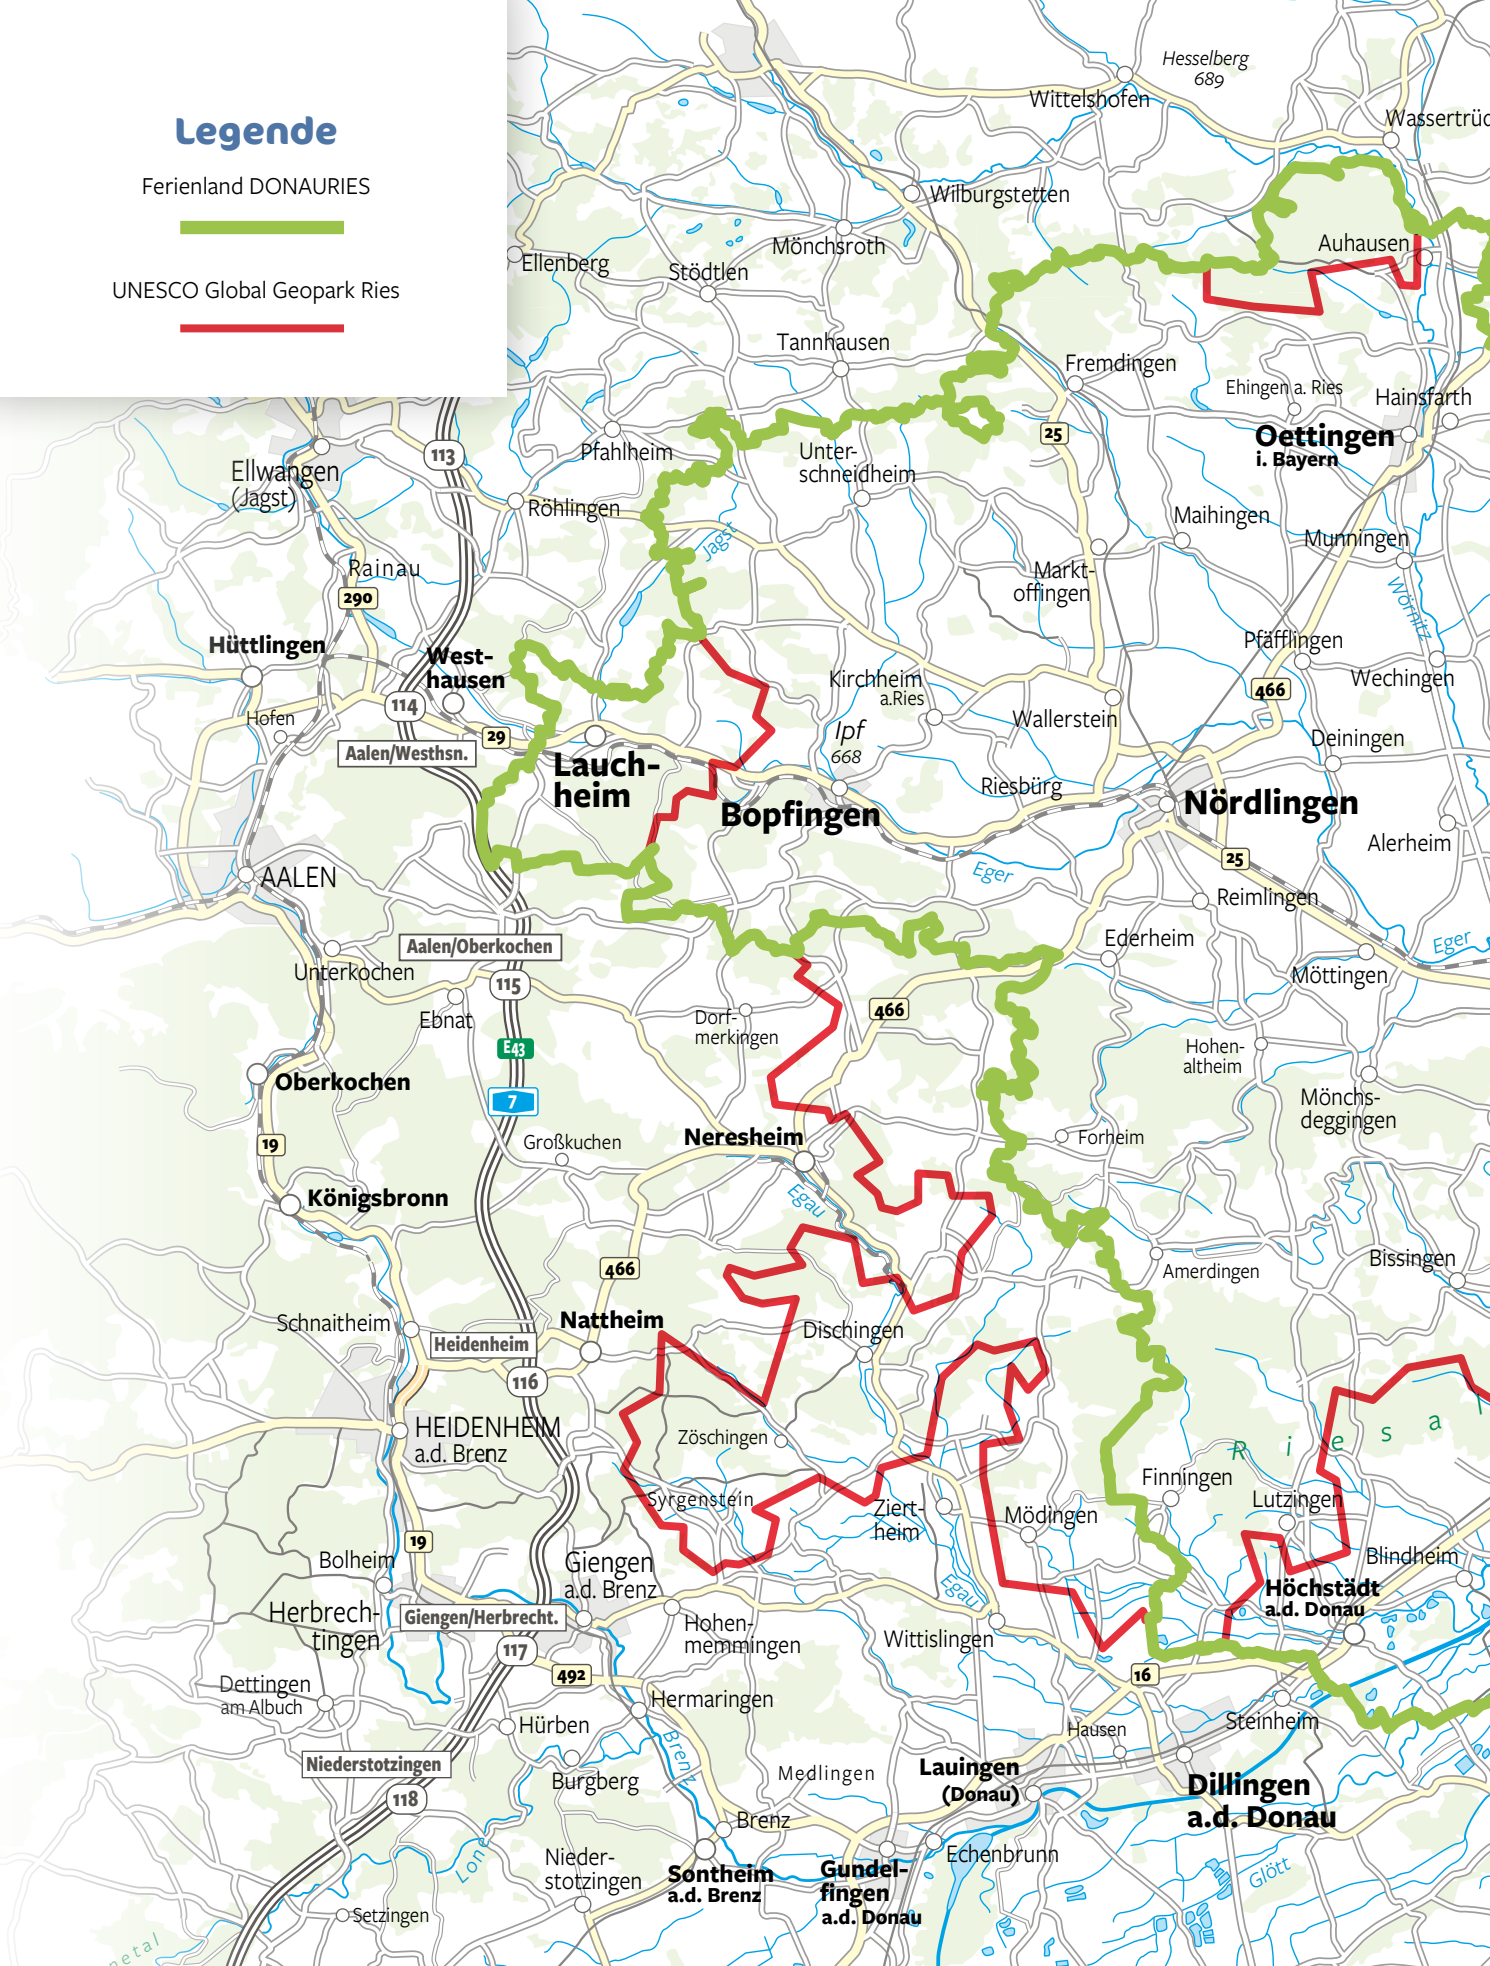 Legende
Ferienland DONAURIES
UNESCO Global Geopark Ries
Hesselberg
689
Wittelshofen
Wassertrüc
Wilburgstetten
Mönchsroth
Auhausen
Ellenberg
Stödtlen
Tannhausen
Fremdingen
Ehingen a. Ries
Hainsfarth
25
Oettingen
i. Bayern
Pfahlheim
Unter-
schneidheim
113
Ellwangen
(Jagst)
Röhlingen
Maihingen
Jagst
Munningen
Rainau
Markt-
offingen
290
Wörnitz
Hüttlingen
West-
hausen
Pfäfflingen
Kirchheim
a.Ries
Wechingen
466
114
Hofen
Wallerstein
Ipf
668
29
Deiningen
Aalen/Westhsn.
Lauch-
heim
Riesbürg
Nördlingen
Bopfingen
Alerheim
25
Eger
AALEN
Reimlingen
Ederheim
Eger
Aalen/Oberkochen
Unterkochen
Möttingen
115
Ebnat
466
Dorf-
merkingen
E43
Hohen-
altheim
Oberkochen
7
Mönchs-
deggingen
19
Großkuchen
Neresheim
Forheim
Königsbronn
Egau
Bissingen
466
Amerdingen
Schnaitheim
Nattheim
Dischingen
Heidenheim
116
R i e s a l
HEIDENHEIM
a.d. Brenz
Zöschingen
Finningen
Syrgenstein
Lutzingen
Ziert-
heim
Mödingen
19
Bolheim
Giengen
a.d. Brenz
Blindheim
Egau
Höchstädt
a.d. Donau
Herbrech-
tingen
Giengen/Herbrecht.
Hohen-
memmingen
Wittislingen
117
492
16
Dettingen
am Albuch
Hermaringen
Hürben
Steinheim
Hausen
Brenz
Niederstotzingen
Burgberg
Medlingen
Lauingen
(Donau)
118
Dillingen
a.d. Donau
Brenz
Lone
Nieder-
stotzingen
Sontheim
a.d. Brenz
Gundel-
fingen
a.d. Donau
Echenbrunn
Glött
Setzingen
netal